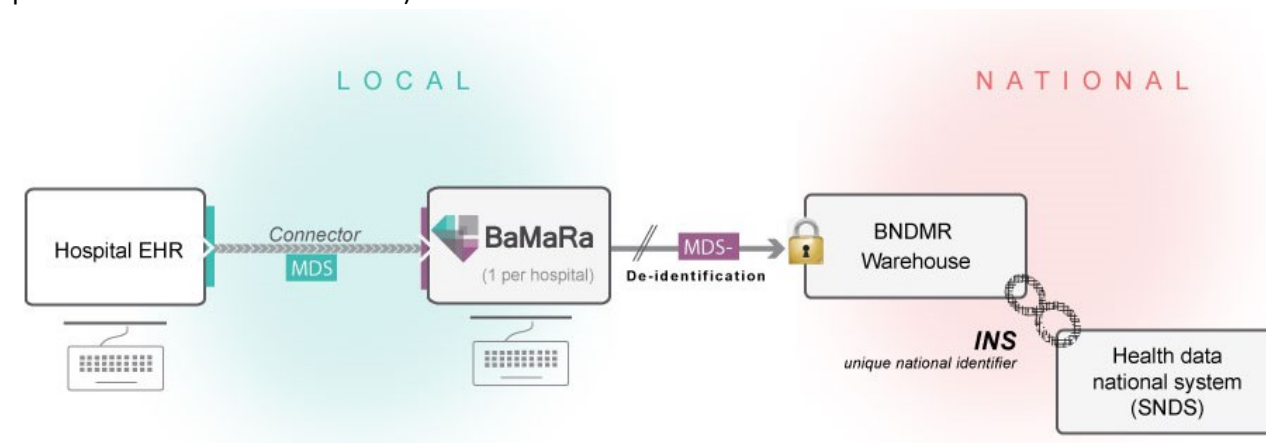 LOCAL
NATIONAL
Hospital EHR
Connector
MDS
BaMaRa
(1 per hospital)
MDS-
De-identification
BNDMR
Warehouse
INS
unique national identifier
Health data
national system
(SNDS)